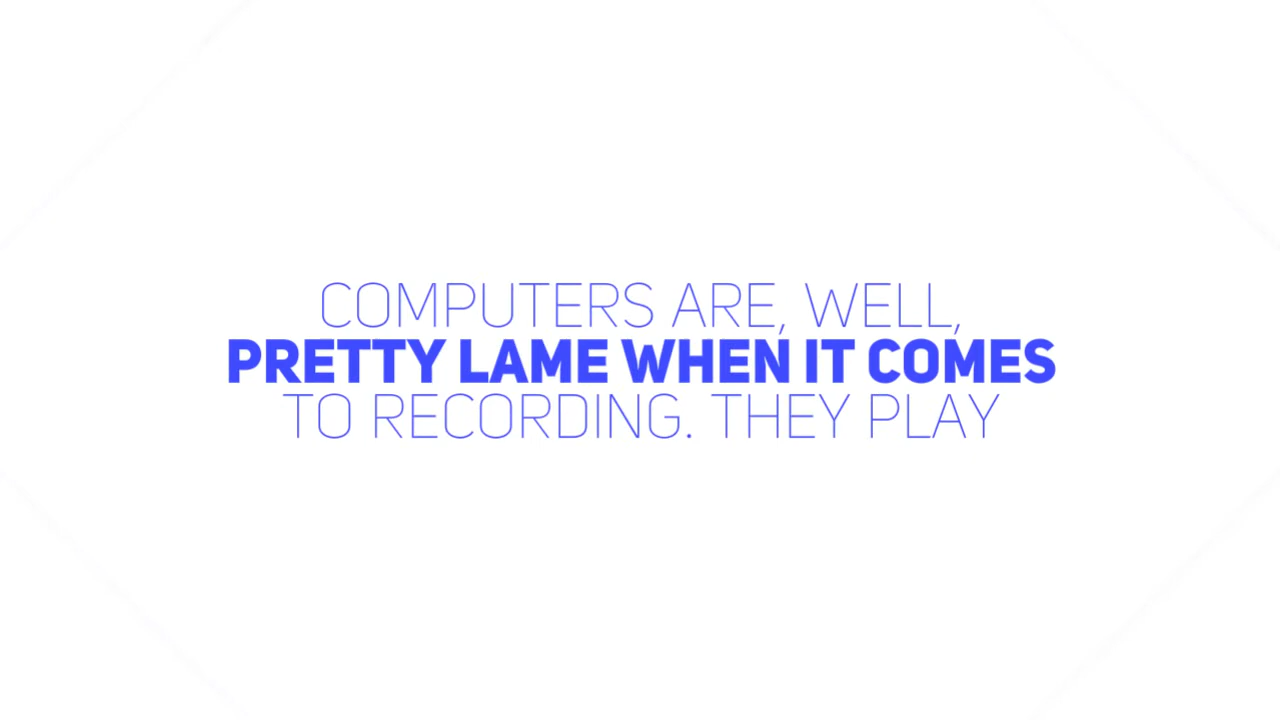 COMPUTERS ARE, WELL,
PRETTY LAME WHEN IT COMES
TO RECORDING. THEY PLAY